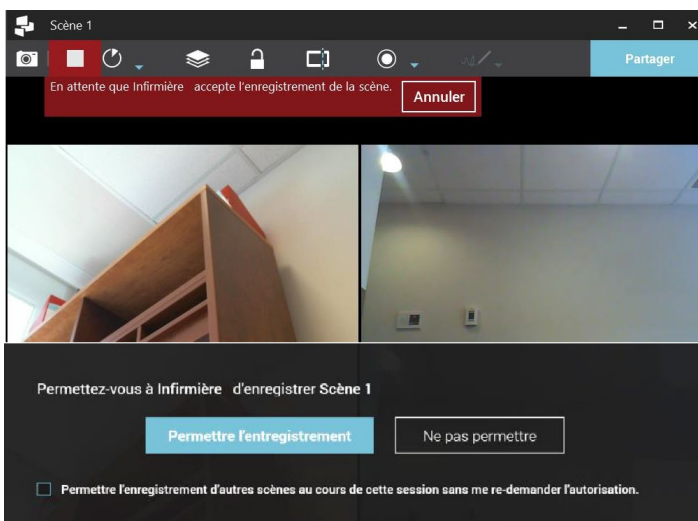 Scène 1
Partager
En attente que Infirmière accepte l'enregistrement de la scène.
Annuler
Permettez-vous à Infirmière d'enregistrer Scène 1
Permettre l'entregistrement
Ne pas permettre
Permettre l'enregistrement d'autres scènes au cours de cette session sans me re-demander l'autorisation.